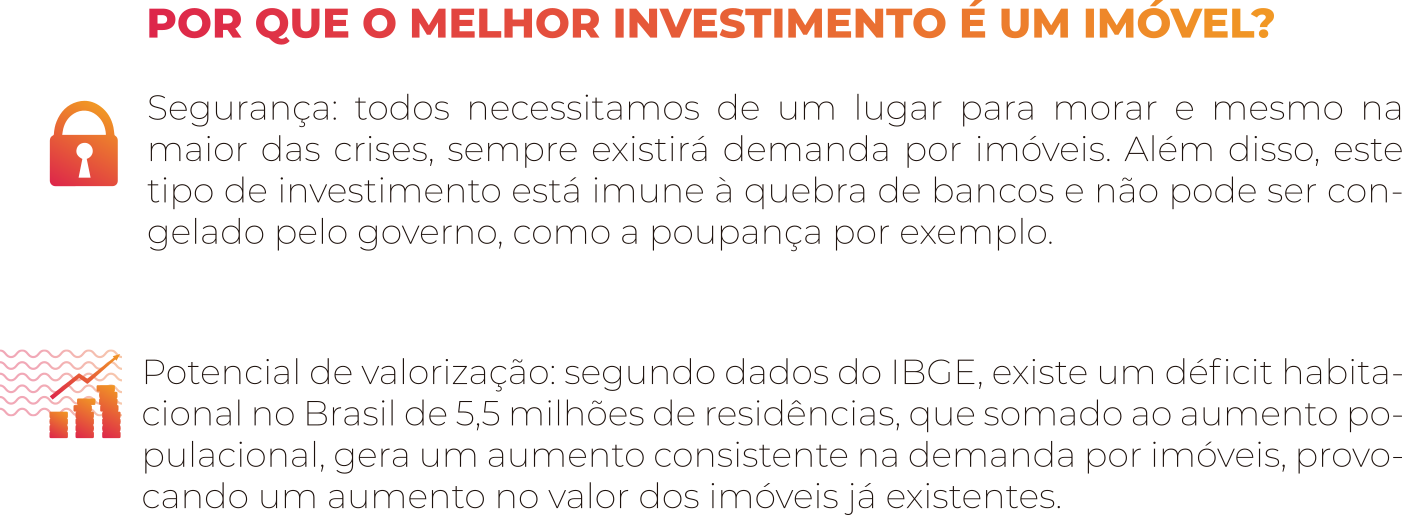 POR QUE O MELHOR INVESTIMENTO É UM IMÓVEL?
Segurança: todos necessitamos de um lugar para morar e mesmo na
maior das crises, sempre existirá demanda por imóveis. Além disso, este
tipo de investimento está imune à quebra de bancos e não pode ser con-
gelado pelo governo, como a poupança por exemplo.
Potencial de valorização: segundo dados do IBGE, existe um déficit habita-
cional no Brasil de 5,5 milhões de residências, que somado ao aumento po-
pulacional, gera um aumento consistente na demanda por imóveis, provo-
cando um aumento no valor dos imóveis já existentes.